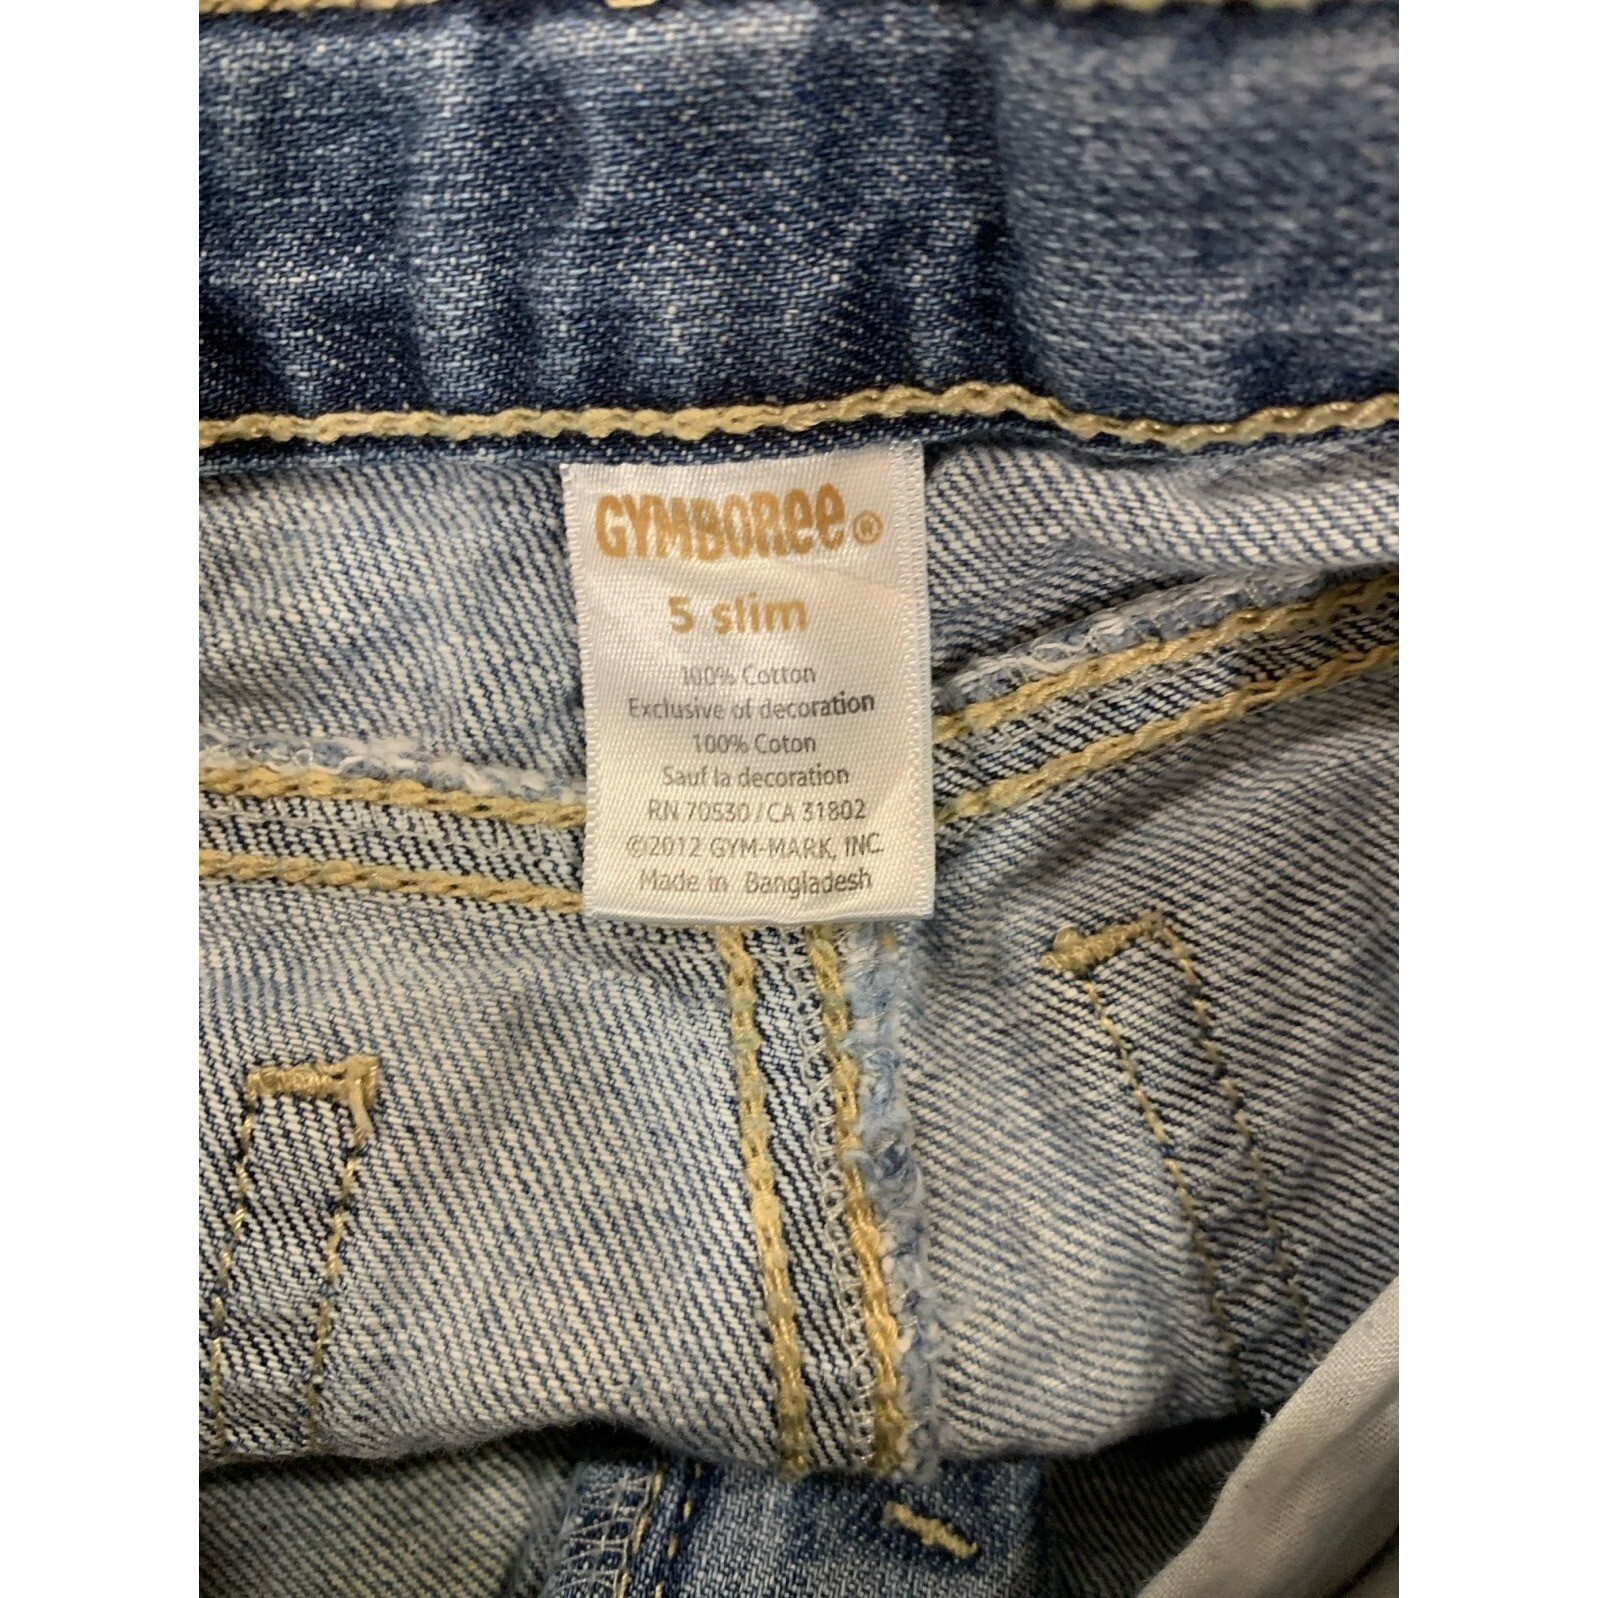 GYMBOREE®
5 slim
100% Cotton
Exclusive of decoration
100% Coton
Sauf la decoration
RN 70530 / CA 31802
©2012 GYM-MARK, INC.
Made in Bangladesh